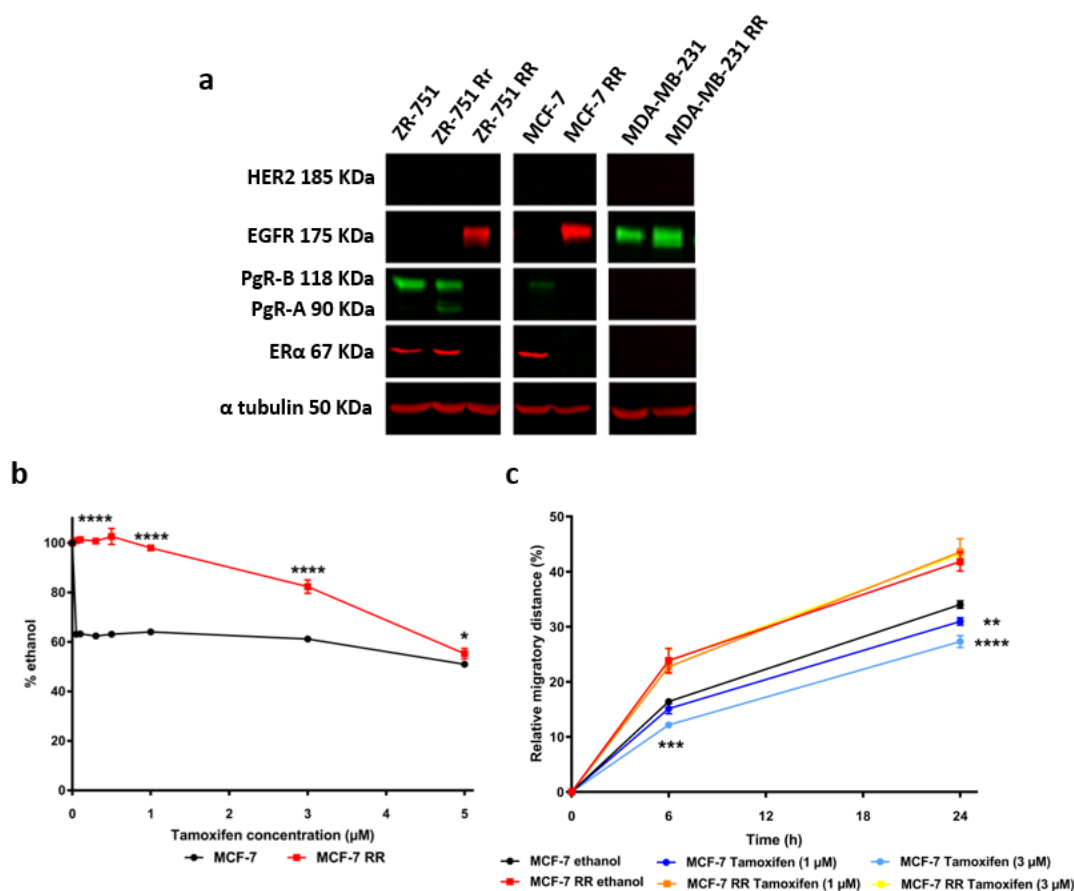 a
ZR-751
ZR-751 Rr
ZR-751 RR
MCF-7
MCF-7 RR
MDA-MB-231
MDA-MB-231 RR
HER2 185 KDa
EGFR 175 KDa
PgR-B 118 KDa
PgR-A 90 KDa
ERα 67 KDa
α tubulin 50 KDa
b
% ethanol
100
80
60
40
20
0
****
****
****
*
0 1 2 3 4 5
Tamoxifen concentration (µM)
MCF-7 MCF-7 RR
c
Relative migratory distance (%)
50
40
30
20
10
0
***
**
****
0 6 12 18 24
Time (h)
MCF-7 ethanol MCF-7 Tamoxifen (1 µM) MCF-7 Tamoxifen (3 µM)
MCF-7 RR ethanol MCF-7 RR Tamoxifen (1 µM) MCF-7 RR Tamoxifen (3 µM)